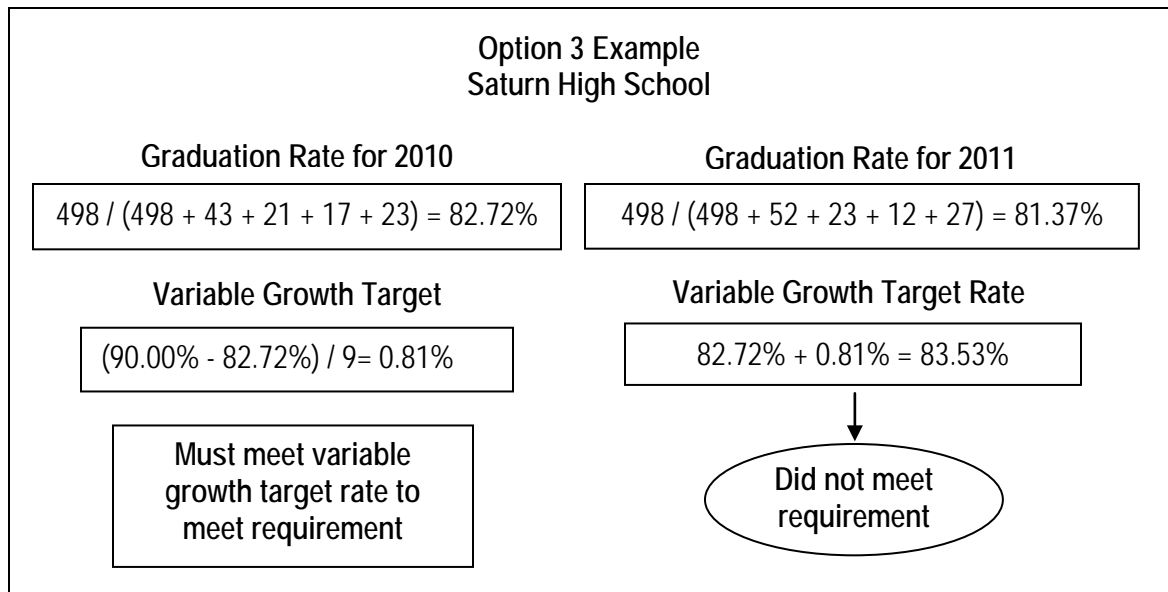 Option 3 Example
Saturn High School
Graduation Rate for 2010
498 / (498 + 43 + 21 + 17 + 23) = 82.72%
Graduation Rate for 2011
498 / (498 + 52 + 23 + 12 + 27) = 81.37%
Variable Growth Target
(90.00% - 82.72%) / 9= 0.81%
Variable Growth Target Rate
82.72% + 0.81% = 83.53%
Must meet variable
growth target rate to
meet requirement
Did not meet
requirement